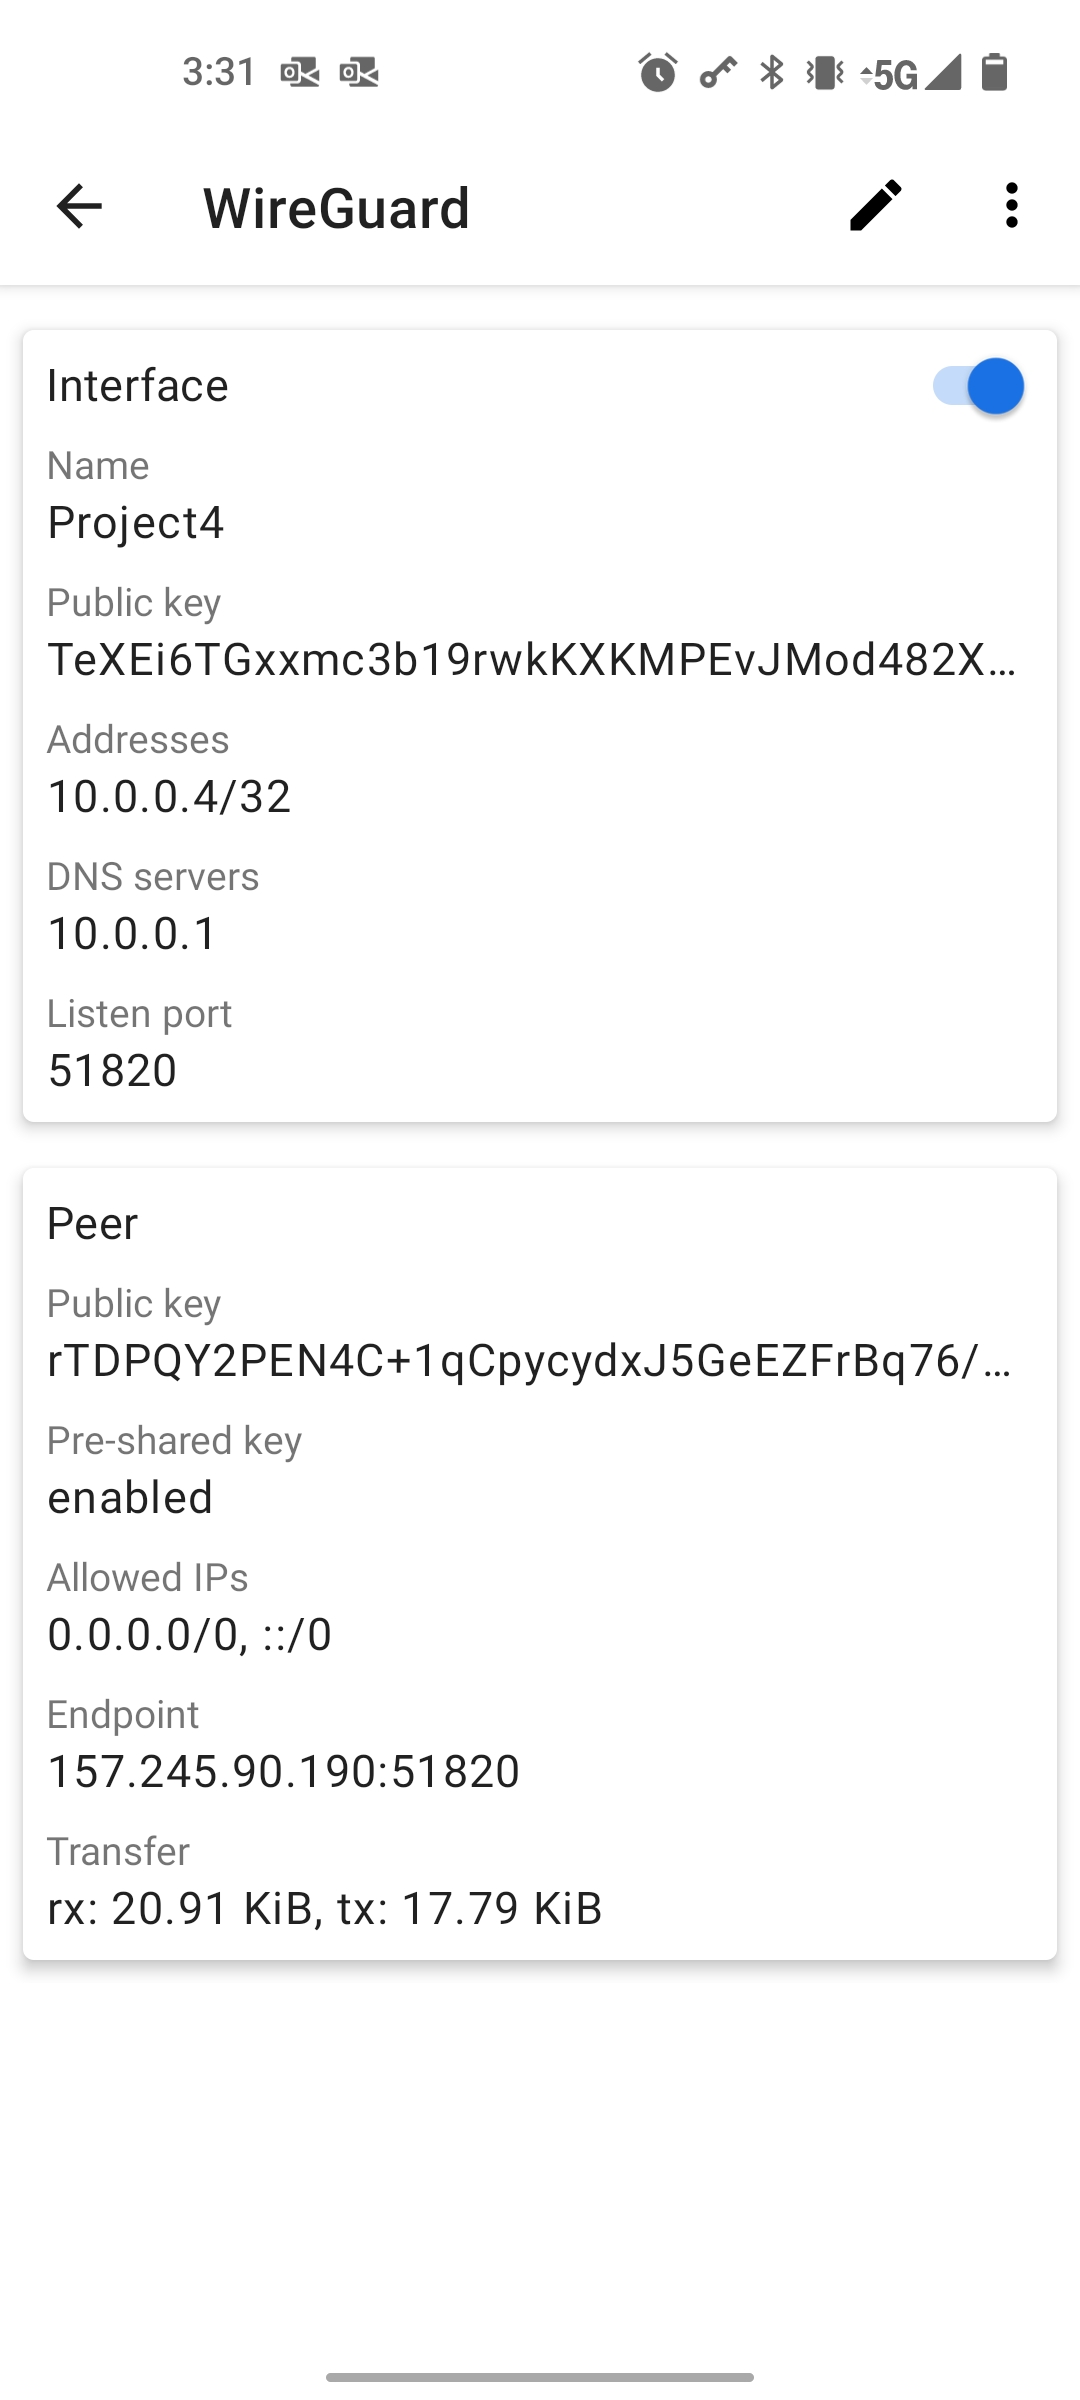 3:31
5G
WireGuard
Interface
Name
Project4
Public key
TeXEi6TGxxmc3b19rwkKXKMPEvJMod482X…
Addresses
10.0.0.4/32
DNS servers
10.0.0.1
Listen port
51820
Peer
Public key
rTDPQY2PEN4C+1qCpycydxJ5GeEZFrBq76/…
Pre-shared key
enabled
Allowed IPs
0.0.0.0/0, ::/0
Endpoint
157.245.90.190:51820
Transfer
rx: 20.91 KiB, tx: 17.79 KiB